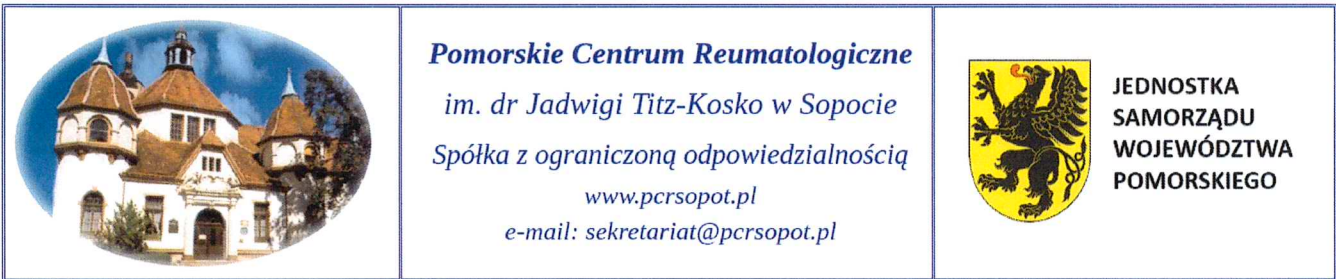 Pomorskie Centrum Reumatologiczne
im. dr Jadwigi Titz-Kosko w Sopocie
Spółka z ograniczoną odpowiedzialnością
www.pcrsopot.pl
e-mail: sekretariat@pcrsopot.pl
JEDNOSTKA
SAMORZĄDU
WOJEWÓDZTWA
POMORSKIEGO